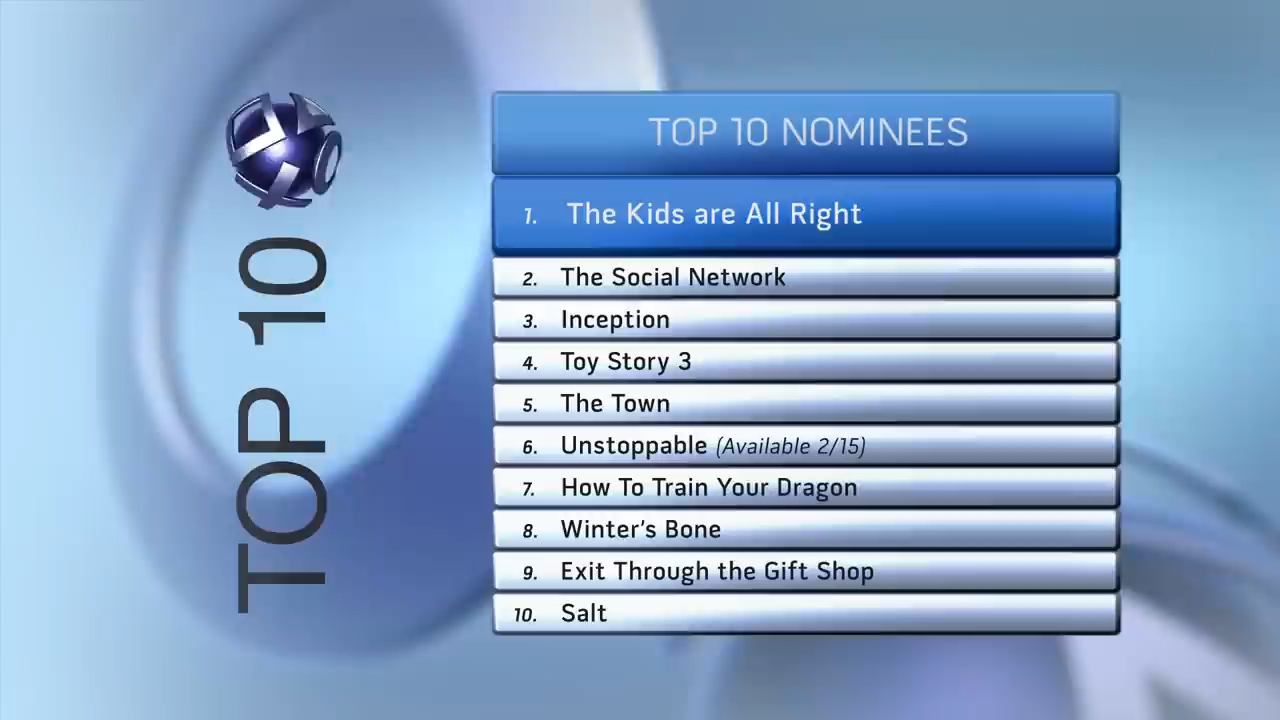 TOP 10
TOP 10 NOMINEES
1. The Kids are All Right
2. The Social Network
3. Inception
4. Toy Story 3
5. The Town
6. Unstoppable (Available 2/15)
7. How To Train Your Dragon
8. Winter's Bone
9. Exit Through the Gift Shop
10. Salt